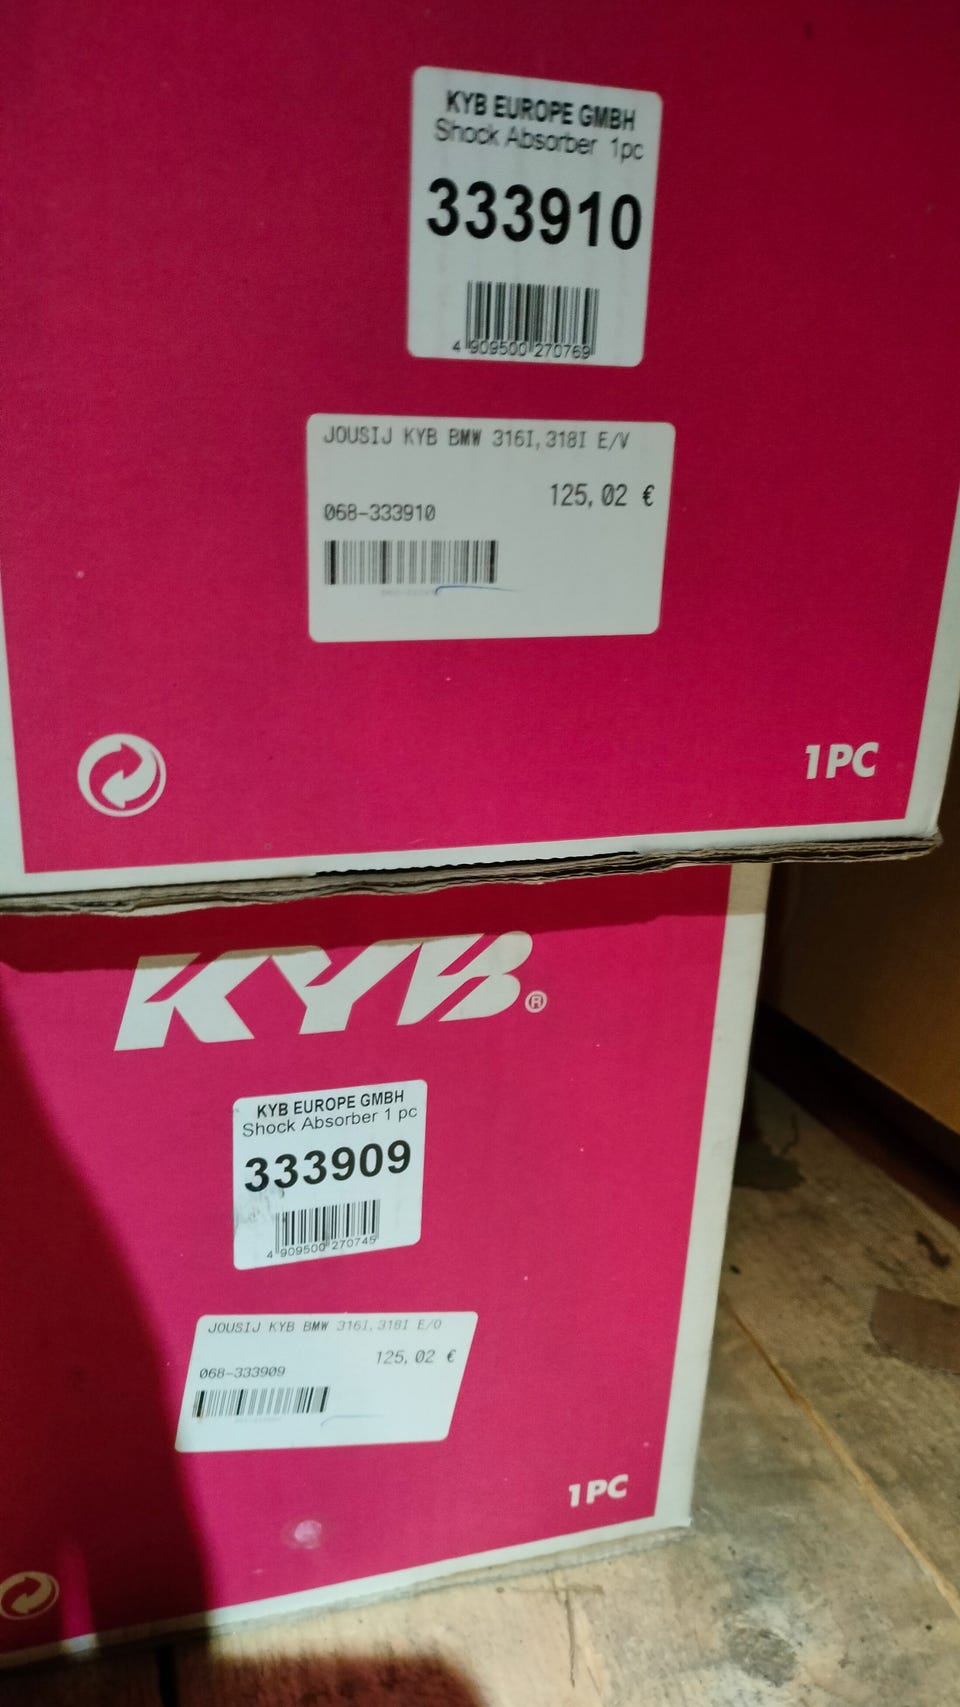 KYB EUROPE GMBH
Shock Absorber 1pc
333910
4 909500 270769
JOUSIJ KYB BMW 316I,318I E/V
125,02 €
068-333910
1PC
KYB®
KYB EUROPE GMBH
Shock Absorber 1 pc
333909
4 909500 270745
JOUSIJ KYB BMW 316I,318I E/O
125,02 €
068-333909
1PC